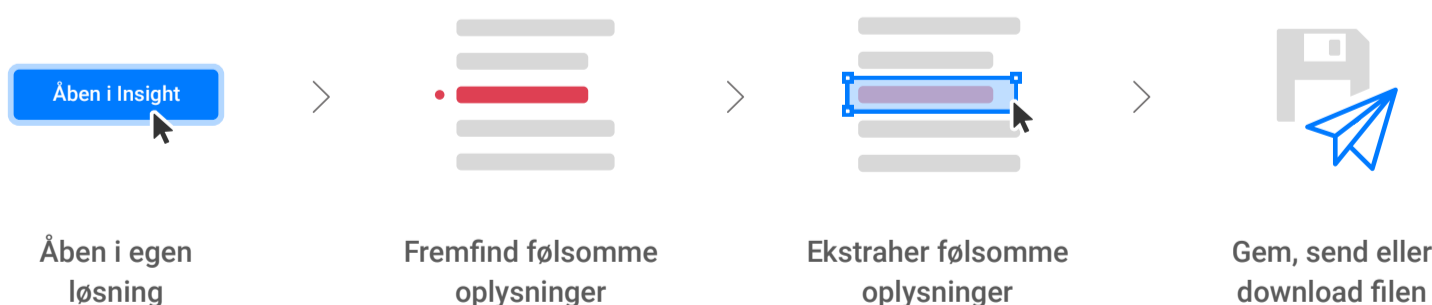 Åben i Insight
Åben i egen
løsning
Fremfind følsomme
oplysninger
Ekstraher følsomme
oplysninger
Gem, send eller
download filen